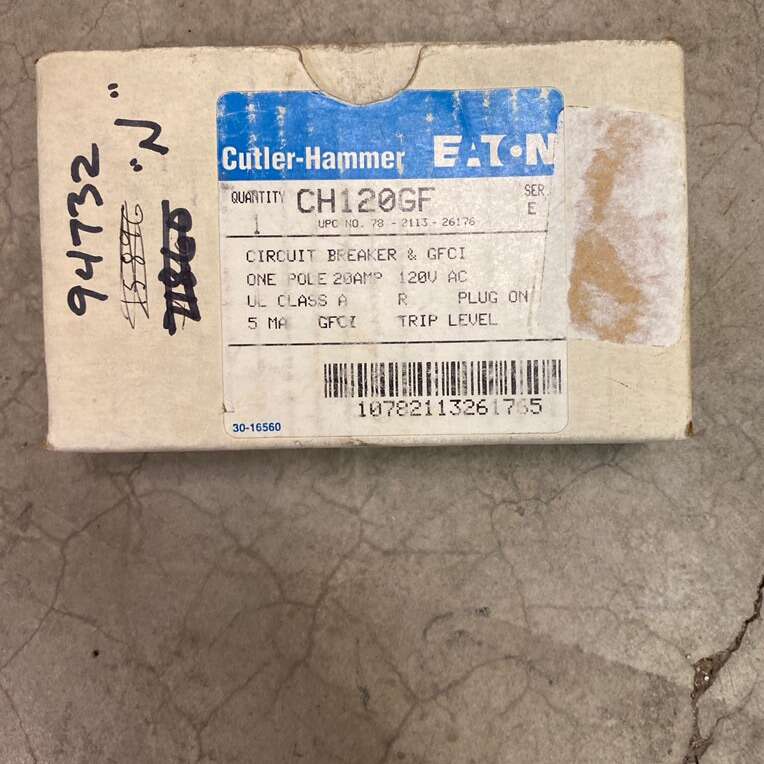 Cutler-Hammer EAT•N
QUANTITY CH120GF SER.
1 UPC NO. 78 - 2113 - 26176 E
CIRCUIT BREAKER & GFCI
ONE POLE 20AMP 120V AC
UL CLASS A R PLUG ON
5 MA GFCI TRIP LEVEL
10782113261765
30-16560
94732
"N"